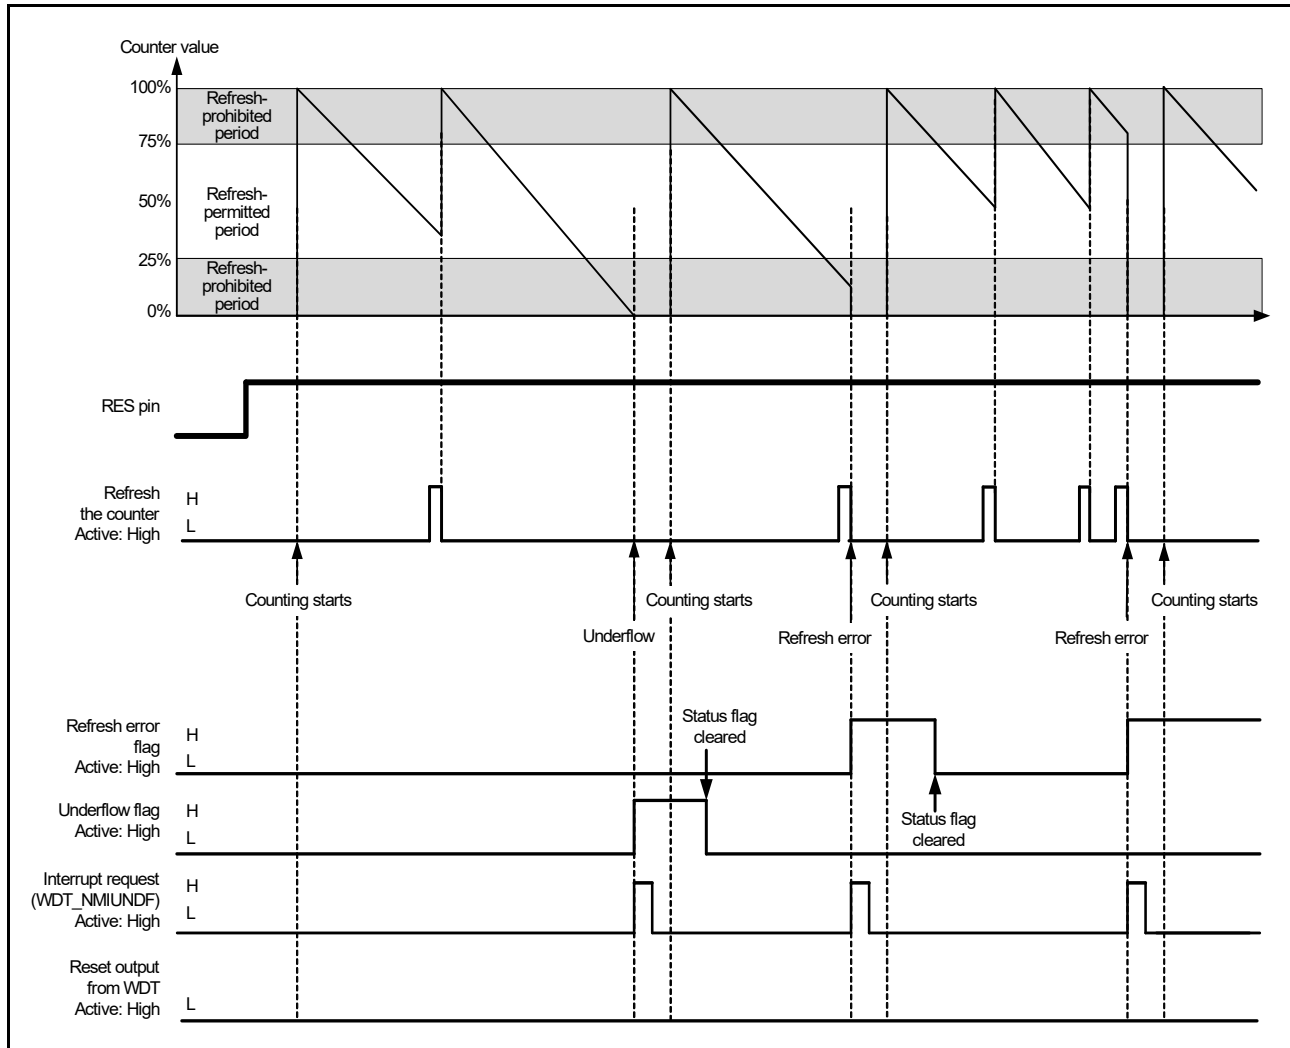 Counter value
100%
Refresh-
prohibited
period
75%
50%
Refresh-
permitted
period
25%
Refresh-
prohibited
period
0%
RES pin
Refresh
the counter
Active: High
H
L
Counting starts
Counting starts
Counting starts
Counting starts
Underflow
Refresh error
Refresh error
Refresh error
flag
Active: High
H
L
Status flag
cleared
Underflow flag
Active: High
H
L
Status flag
cleared
Interrupt request
(WDT_NMIUNDF)
Active: High
H
L
Reset output
from WDT
Active: High
L